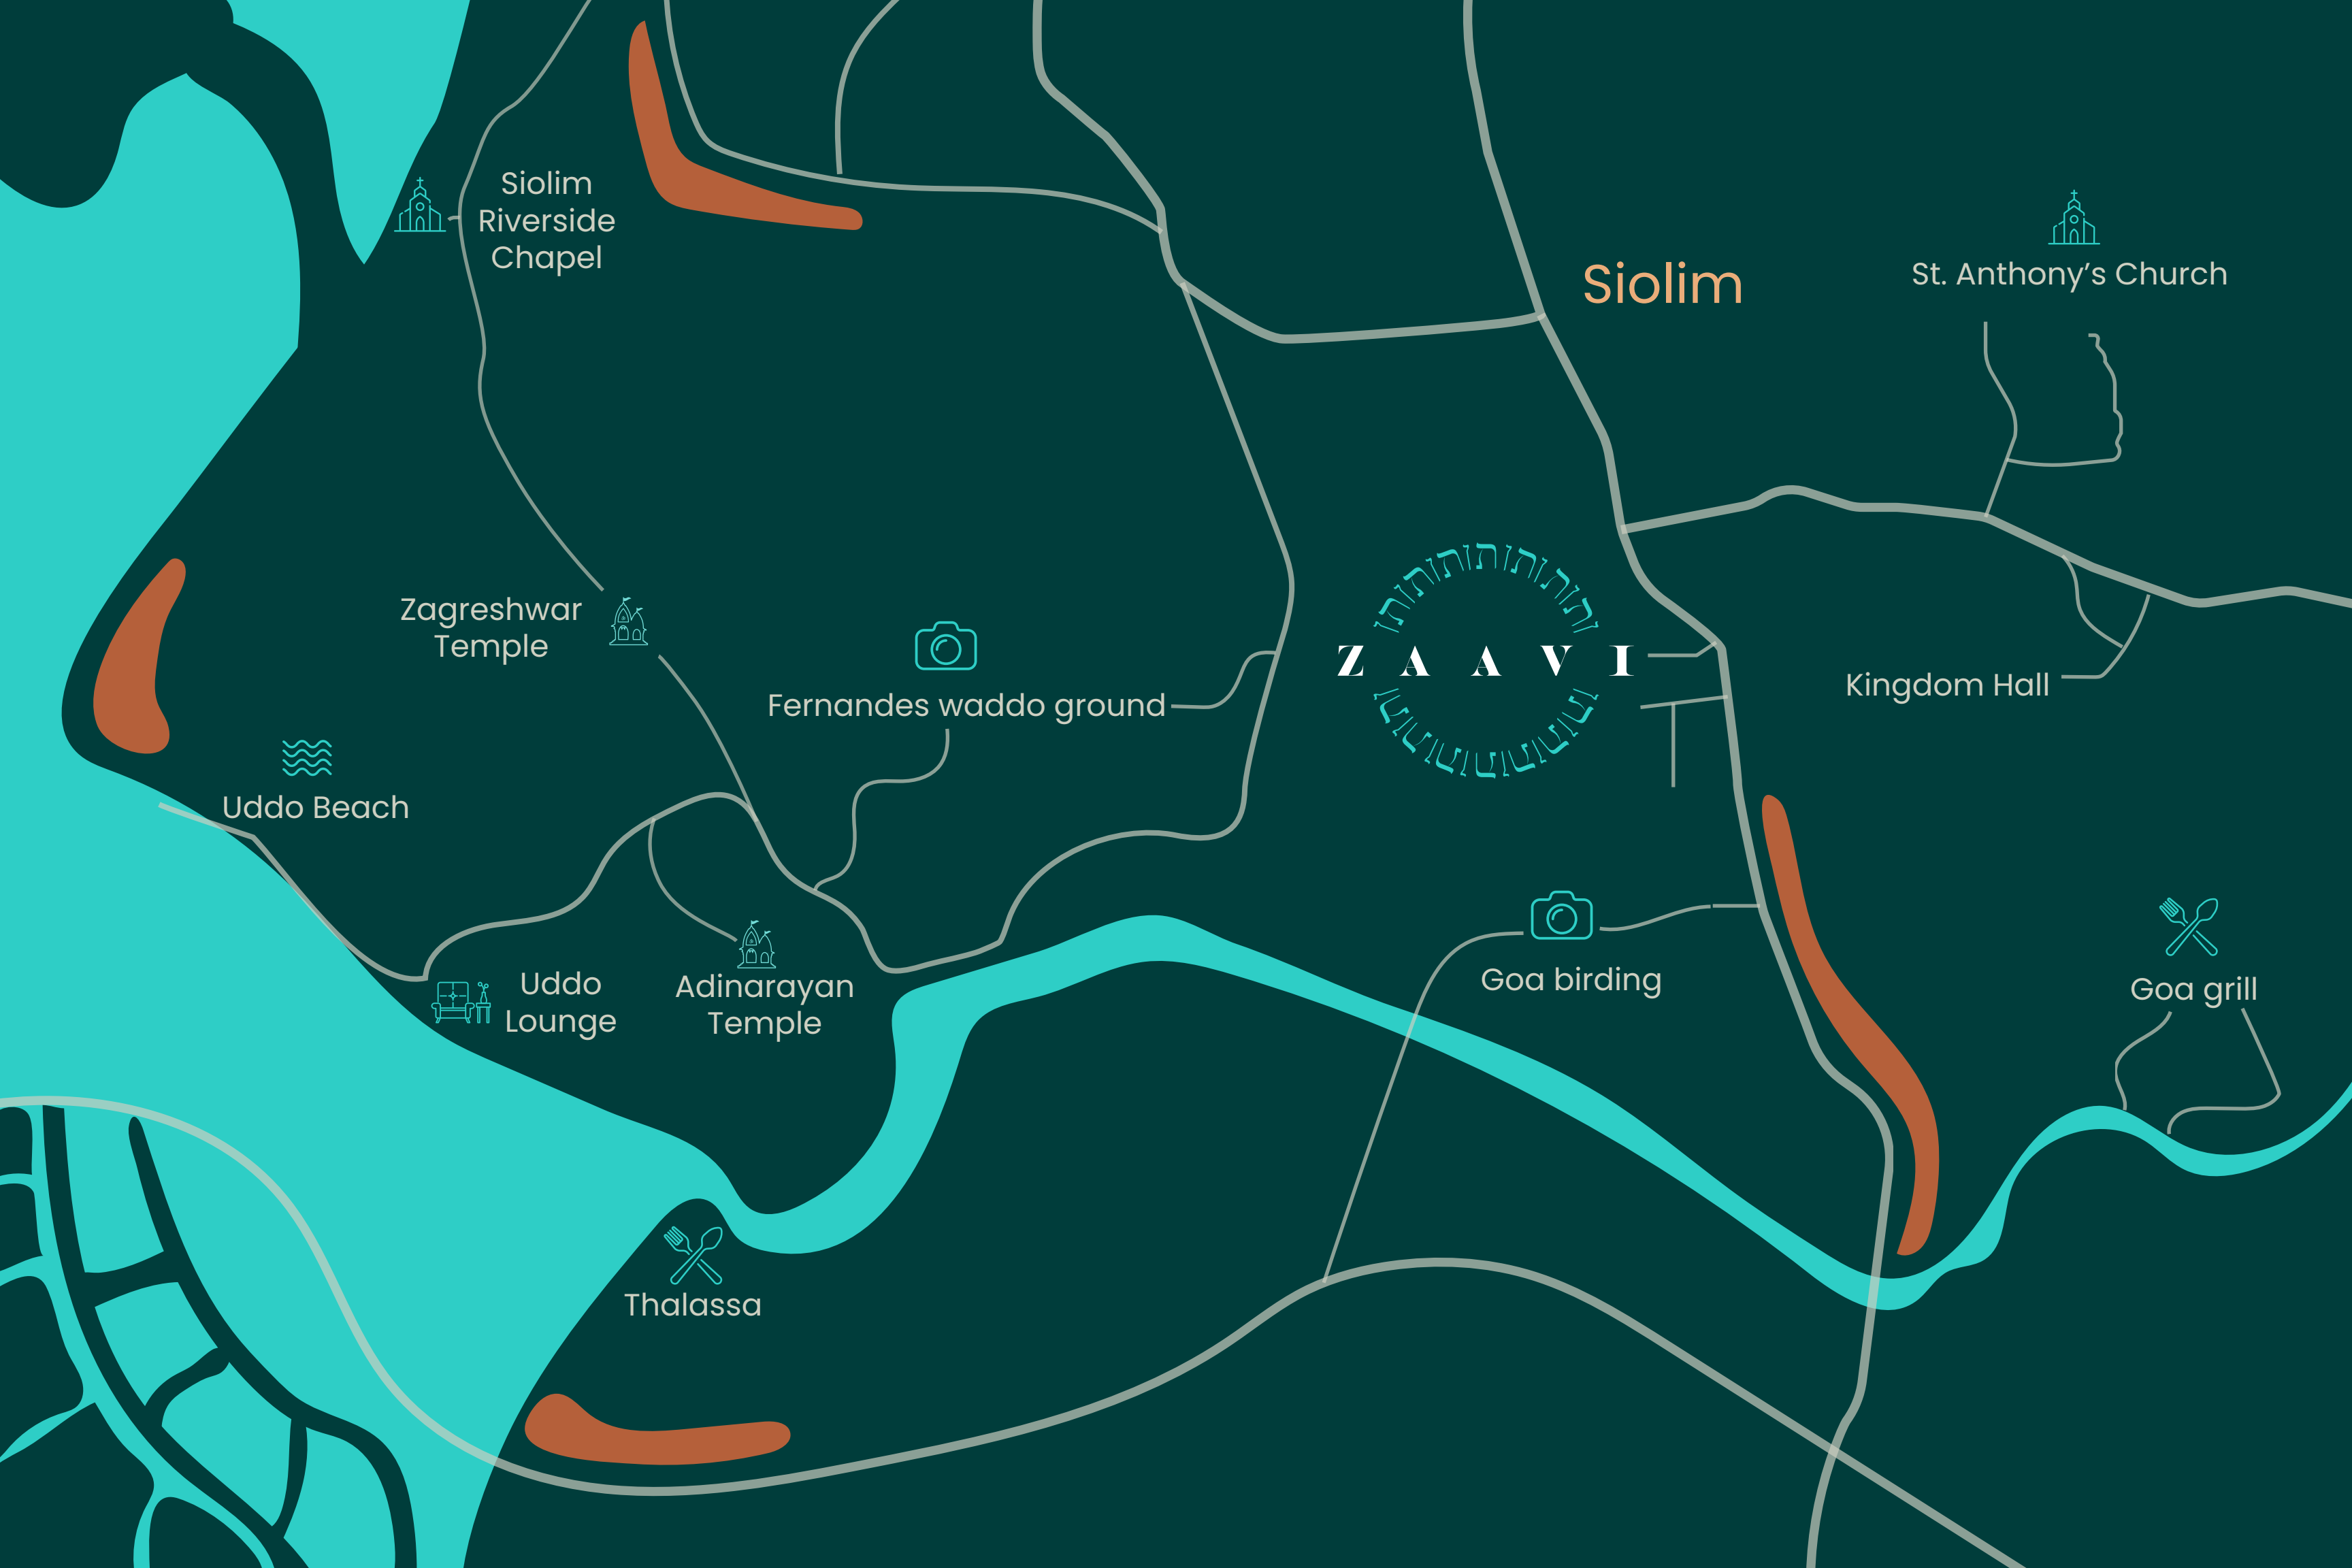 Siolim
Riverside
Chapel
Siolim
St. Anthony’s Church
Zagreshwar
Temple
Fernandes waddo ground
Z A A V I
Kingdom Hall
Uddo Beach
Uddo
Lounge
Adinarayan
Temple
Goa birding
Goa grill
Thalassa